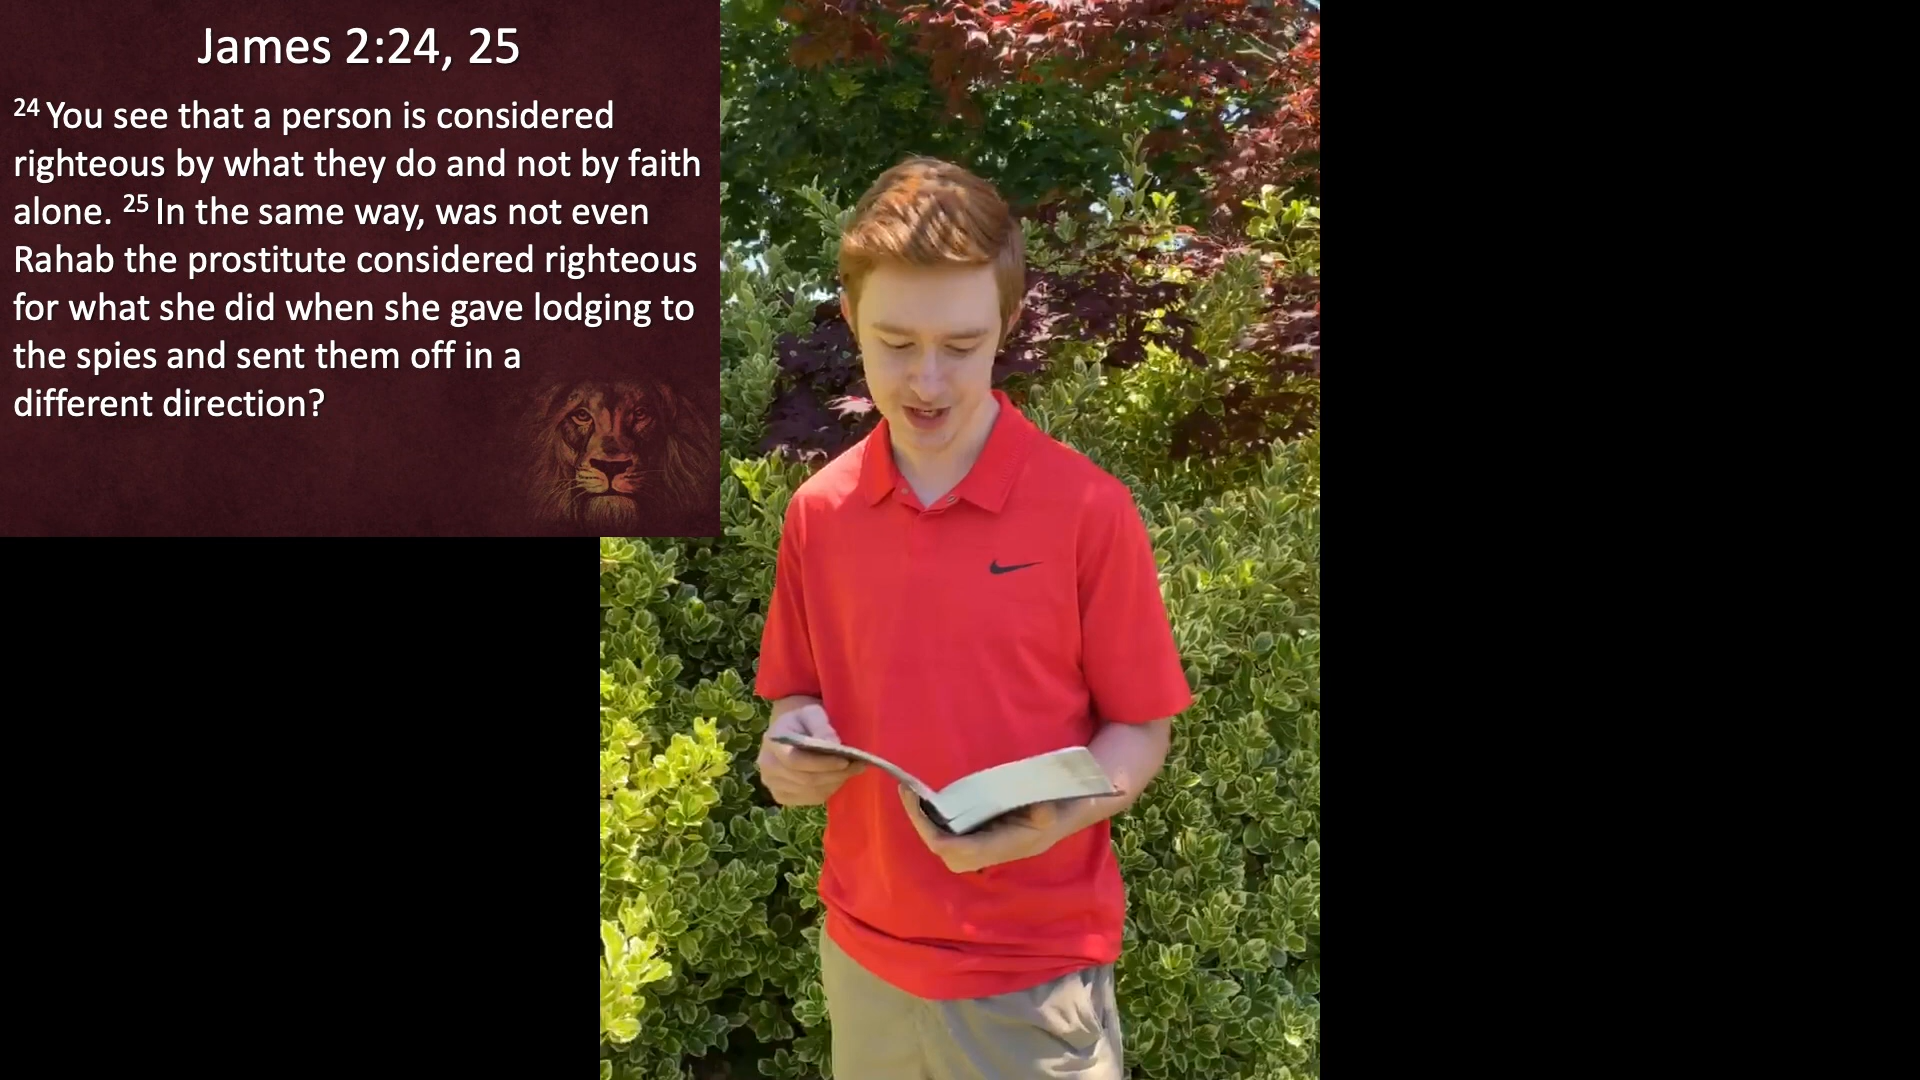 James 2:24, 25
24 You see that a person is considered
righteous by what they do and not by faith
alone. 25 In the same way, was not even
Rahab the prostitute considered righteous
for what she did when she gave lodging to
the spies and sent them off in a
different direction?